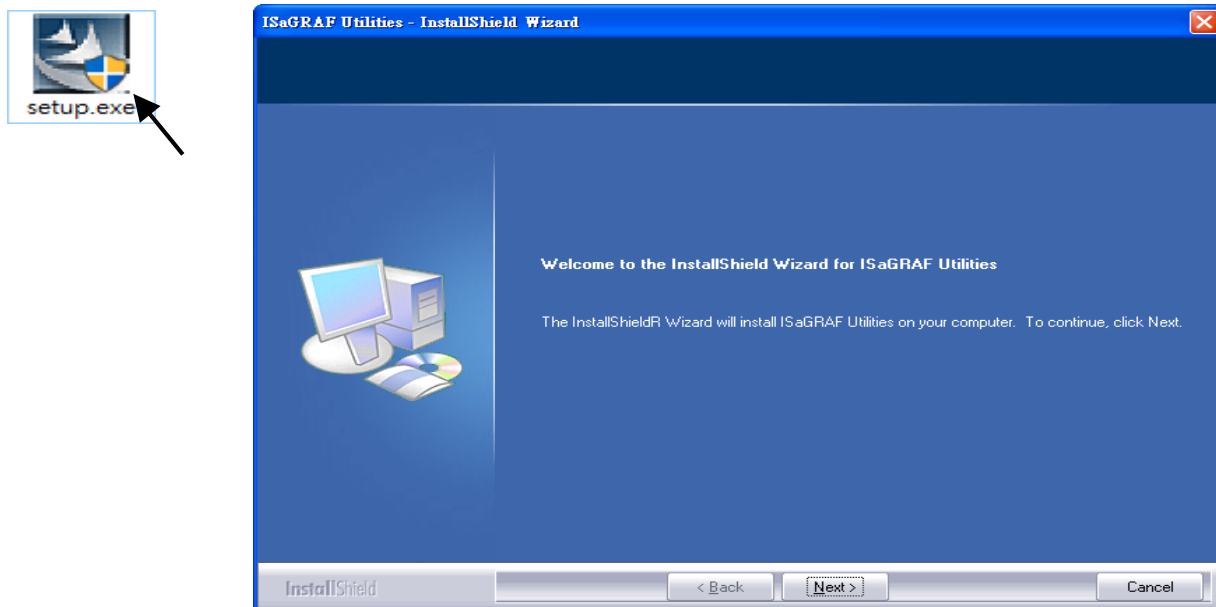 setup.exe
ISaGRAF Utilities - InstallShield Wizard
Welcome to the InstallShield Wizard for ISaGRAF Utilities
The InstallShieldR Wizard will install ISaGRAF Utilities on your computer. To continue, click Next.
InstallShield
< Back Next > Cancel